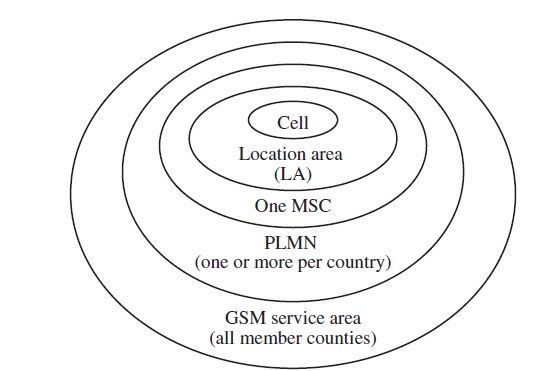 Cell
Location area
(LA)
One MSC
PLMN
(one or more per country)
GSM service area
(all member counties)